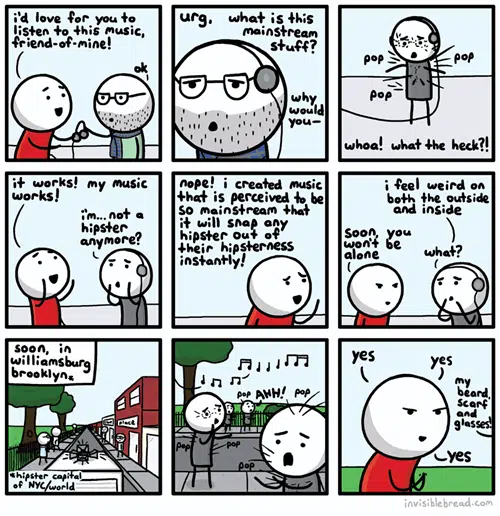 i'd love for you to
listen to this music,
friend-of-mine!
ok
urg. what is this
mainstream
stuff?
why
would
you—
pop
pop
pop
whoa! what the heck?!
it works! my music
works!
i'm... not a
hipster
anymore?
nope! i created music
that is perceived to be
so mainstream that
it will snap any
hipster out of
their hipsterness
instantly!
i feel weird on
both the outside
and inside
soon, you
won't be
alone
what?
soon, in
williamsburg
brooklyn*
place
*hipster capital
of NYC/world
pop AHH! pop
pop
pop
pop
yes
yes
my
beard,
scarf
and
glasses!
yes
invisiblebread.com